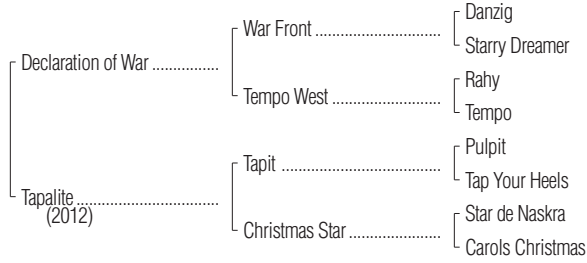 Danzig
War Front ........................................
Starry Dreamer
Declaration of War ................
Rahy
Tempo West ..................................
Tempo
Pulpit
Tapit .................................................
Tap Your Heels
Tapalite ..................................
(2012)
Star de Naskra
Christmas Star ..............................
Carols Christmas